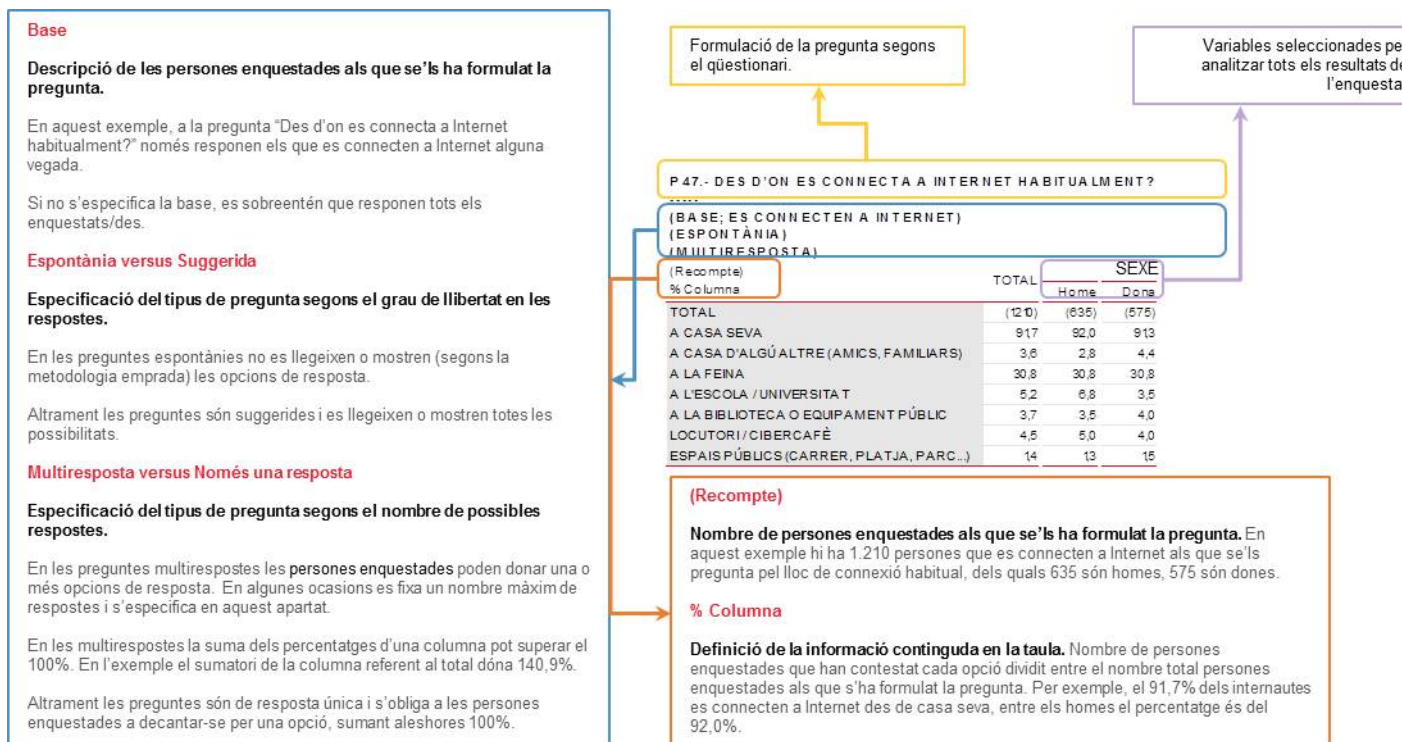 Base
Descripció de les persones enquestades als que se'ls ha formulat la
pregunta.
En aquest exemple, a la pregunta "Des d'on es connecta a Internet
habitualment?" només responen els que es connecten a Internet alguna
vegada.
Si no s'especifica la base, es sobreentén que responen tots els
enquestats/des.
Espontània versus Suggerida
Especificació del tipus de pregunta segons el grau de llibertat en les
respostes.
En les preguntes espontànies no es llegeixen o mostren (segons la
metodologia emprada) les opcions de resposta.
Altrament les preguntes són suggerides i es llegeixen o mostren totes les
possibilitats.
Multiresposta versus Només una resposta
Especificació del tipus de pregunta segons el nombre de possibles
respostes.
En les preguntes multirespostes les persones enquestades poden donar una o
més opcions de resposta. En algunes ocasions es fixa un nombre màxim de
respostes i s'especifica en aquest apartat.
En les multirespostes la suma dels percentatges d'una columna pot superar el
100%. En l'exemple el sumatori de la columna referent al total dóna 140,9%.
Altrament les preguntes són de resposta única i s'obliga a les persones
enquestades a decantar-se per una opció, sumant aleshores 100%.
Formulació de la pregunta segons
el qüestionari.
Variables seleccionades pe
analitzar tots els resultats de
l'enquesta
P 47.- DES D'ON ES CONNECTA A INTERNET HABITUALMENT?
(BASE; ES CONNECTEN A INTERNET)
(ESPONTÀNIA)
(MULTIRESPOSTA)
(Recompte) TOTAL SEXE
% Columna Home Dona
TOTAL (1210) (635) (575)
A CASA SEVA 91,7 92,0 91,3
A CASA D'ALGÚ ALTRE (AMICS, FAMILIARS) 3,6 2,8 4,4
A LA FEINA 30,8 30,8 30,8
A L'ESCOLA / UNIVERSITAT 5,2 6,8 3,5
A LA BIBLIOTECA O EQUIPAMENT PÚBLIC 3,7 3,5 4,0
LOCUTORI / CIBERCAFÈ 4,5 5,0 4,0
ESPAIS PÚBLICS (CARRER, PLATJA, PARC...) 1,4 1,3 1,5
(Recompte)
Nombre de persones enquestades als que se'ls ha formulat la pregunta. En
aquest exemple hi ha 1.210 persones que es connecten a Internet als que se'ls
pregunta pel lloc de connexió habitual, dels quals 635 són homes, 575 són dones.
% Columna
Definició de la informació continguda en la taula. Nombre de persones
enquestades que han contestat cada opció dividit entre el nombre total persones
enquestades als que s'ha formulat la pregunta. Per exemple, el 91,7% dels internautes
es connecten a Internet des de casa seva, entre els homes el percentatge és del
92,0%.